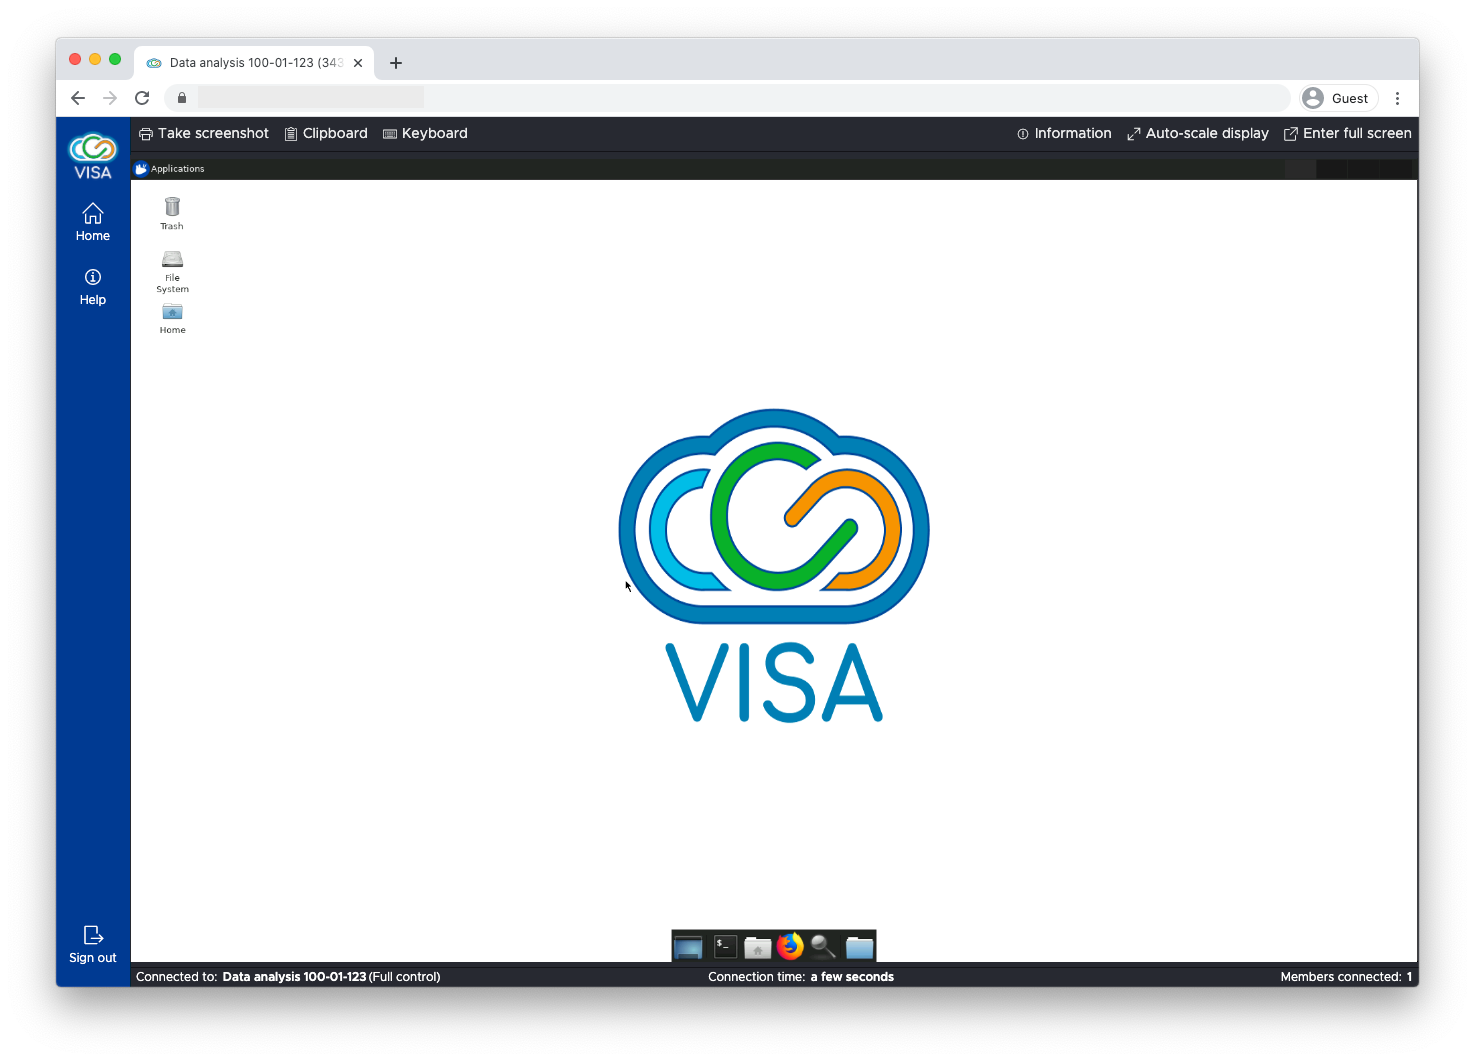 Data analysis 100-01-123 (343
Guest
Take screenshot Clipboard Keyboard
Information Auto-scale display Enter full screen
VISA
Home
Help
Sign out
Applications
Trash
File
System
Home
VISA
$_
Connected to: Data analysis 100-01-123 (Full control)
Connection time: a few seconds
Members connected: 1